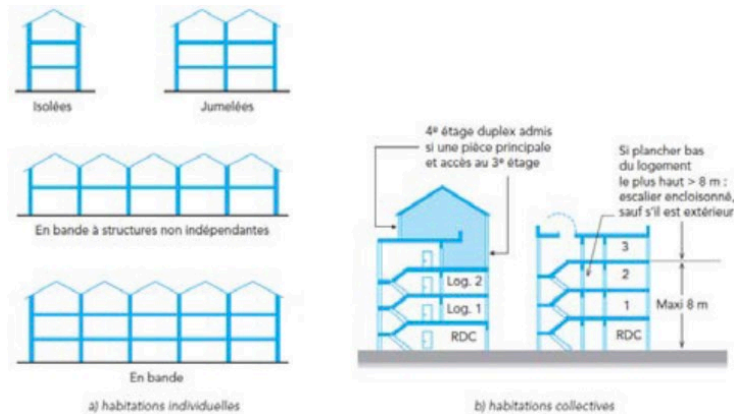 Isolées
Jumelées
En bande à structures non indépendantes
En bande
a) habitations individuelles
4e étage duplex admis
si une pièce principale
et accès au 3e étage
Log. 2
Log. 1
RDC
Si plancher bas
du logement
le plus haut > 8 m :
escalier encloisonné,
sauf s'il est extérieur
3
2
1
RDC
Maxi 8 m
b) habitations collectives